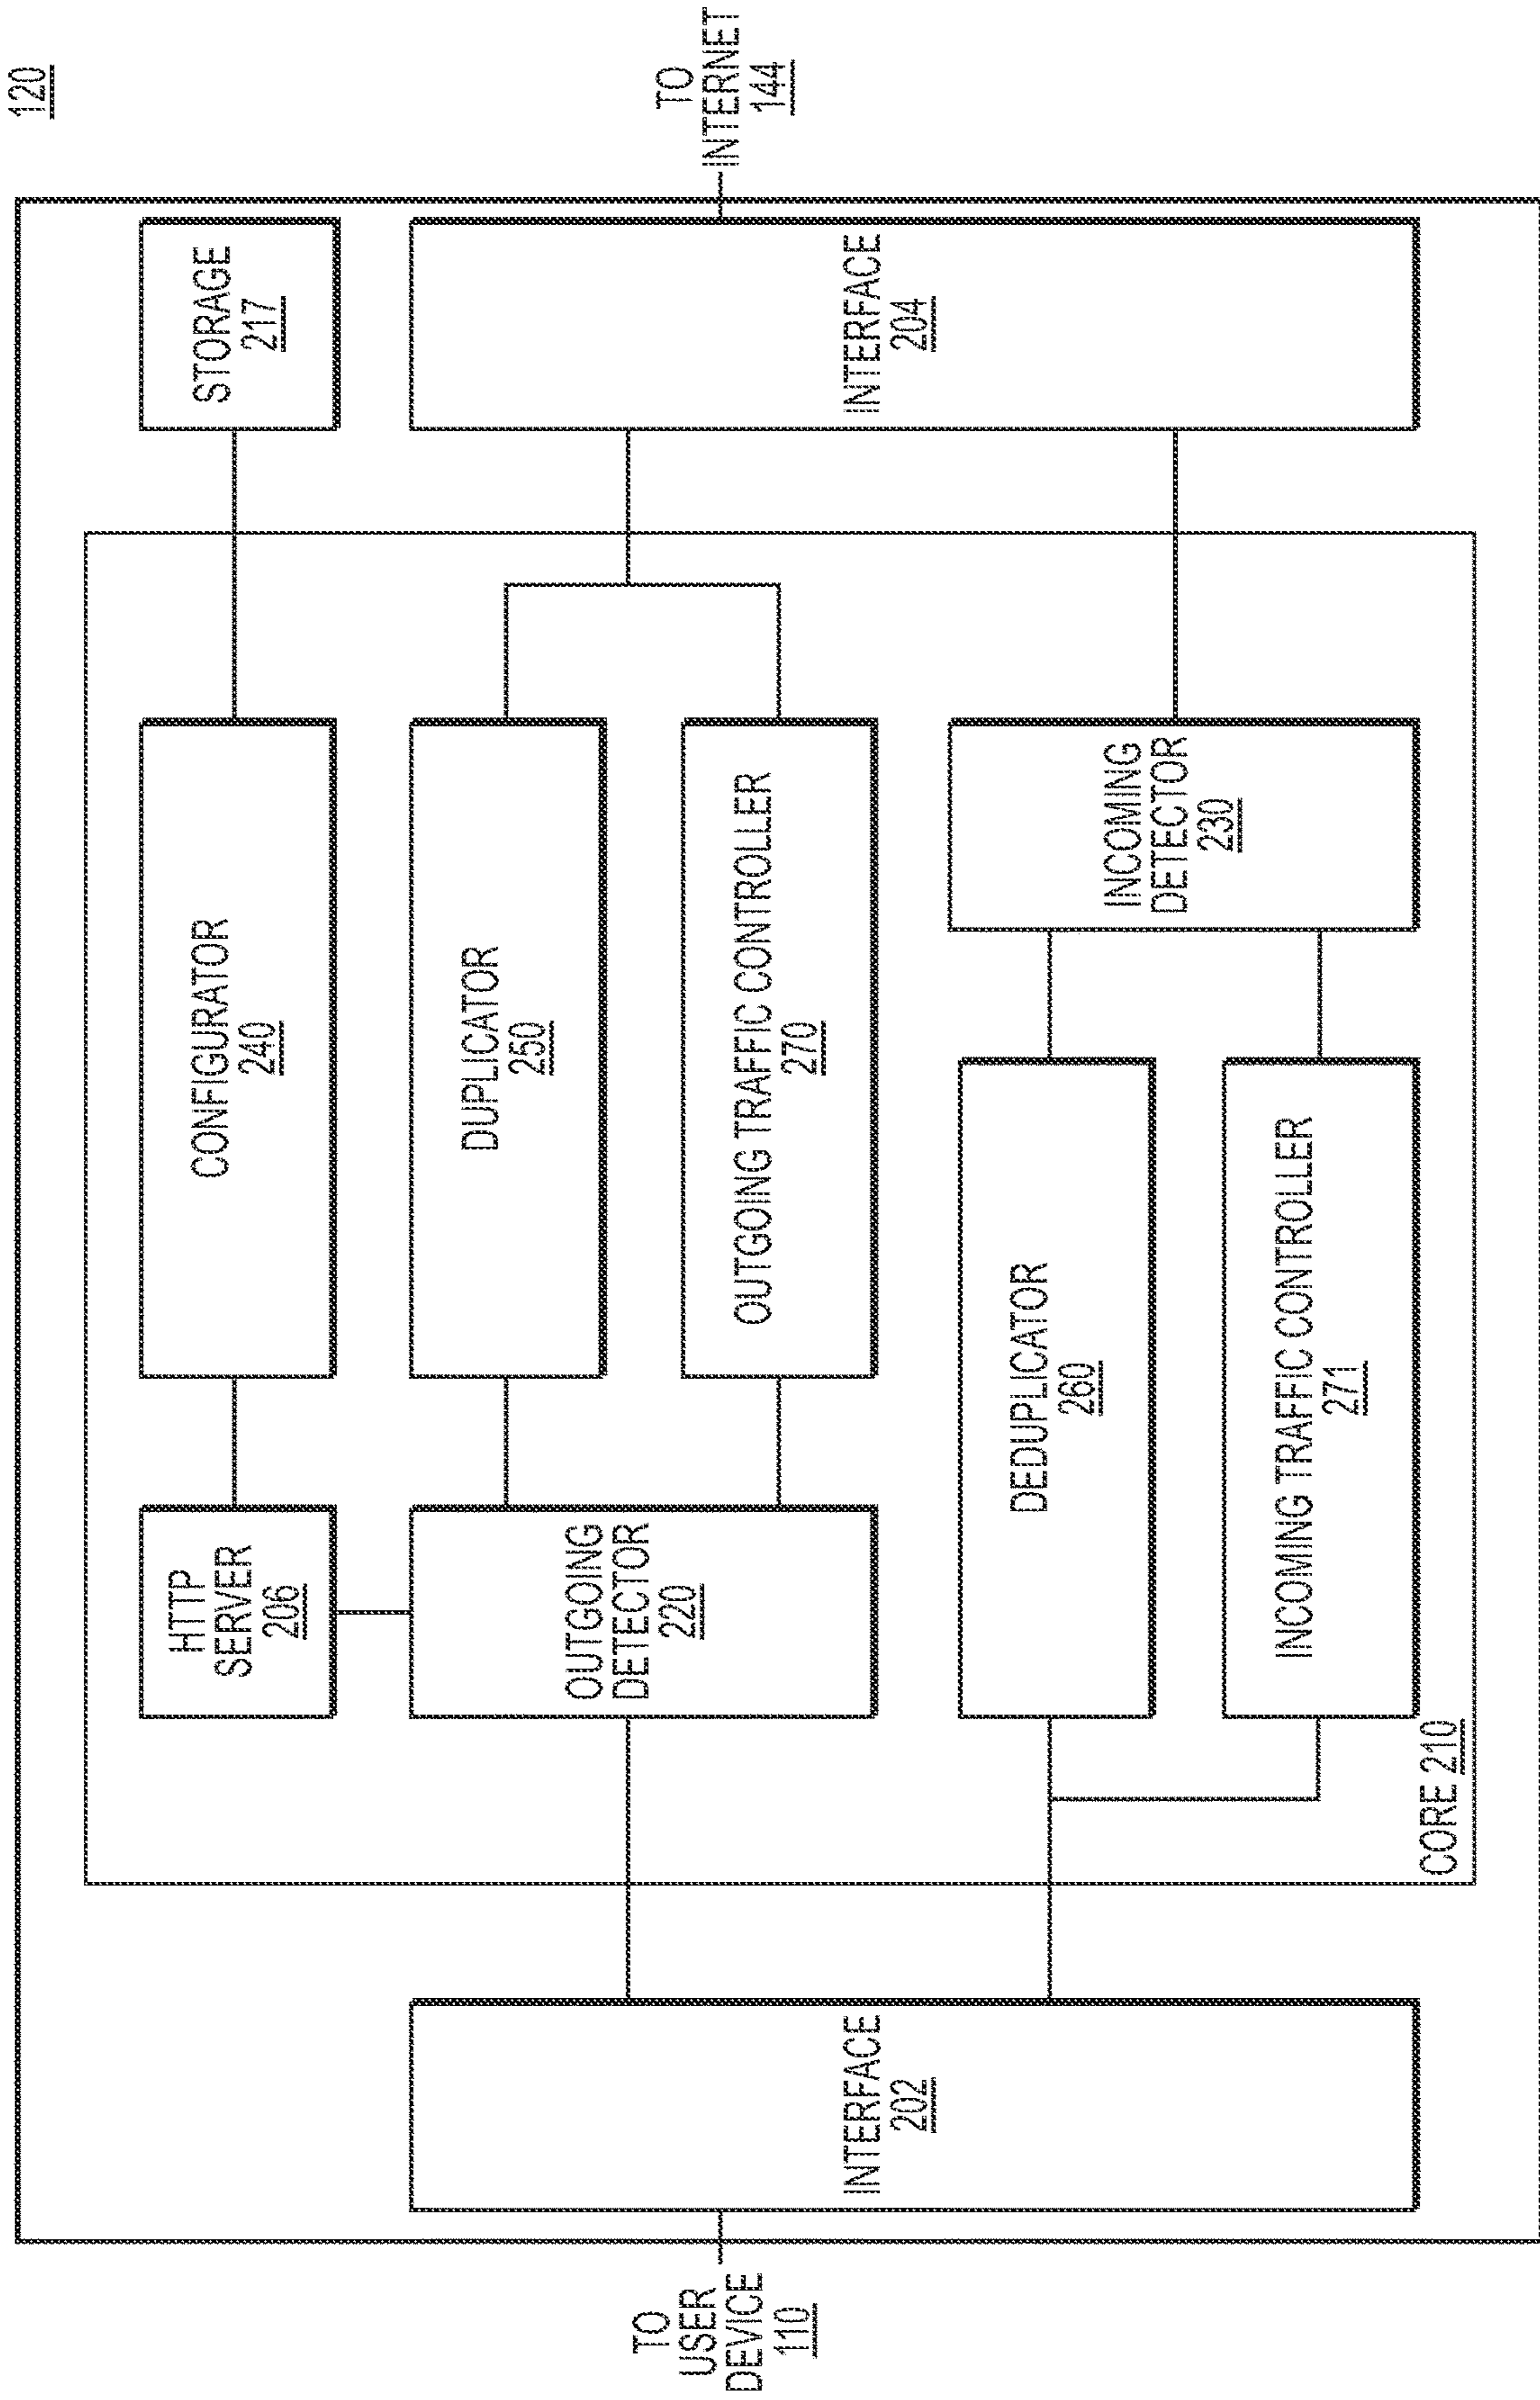 120
TO
USER
DEVICE
110
INTERFACE
202
HTTP
SERVER
206
CONFIGURATOR
240
STORAGE
217
OUTGOING
DETECTOR
220
DUPLICATOR
250
OUTGOING TRAFFIC CONTROLLER
270
DEDUPLICATOR
260
INCOMING TRAFFIC CONTROLLER
271
INCOMING
DETECTOR
230
INTERFACE
204
TO
INTERNET
144
CORE 210